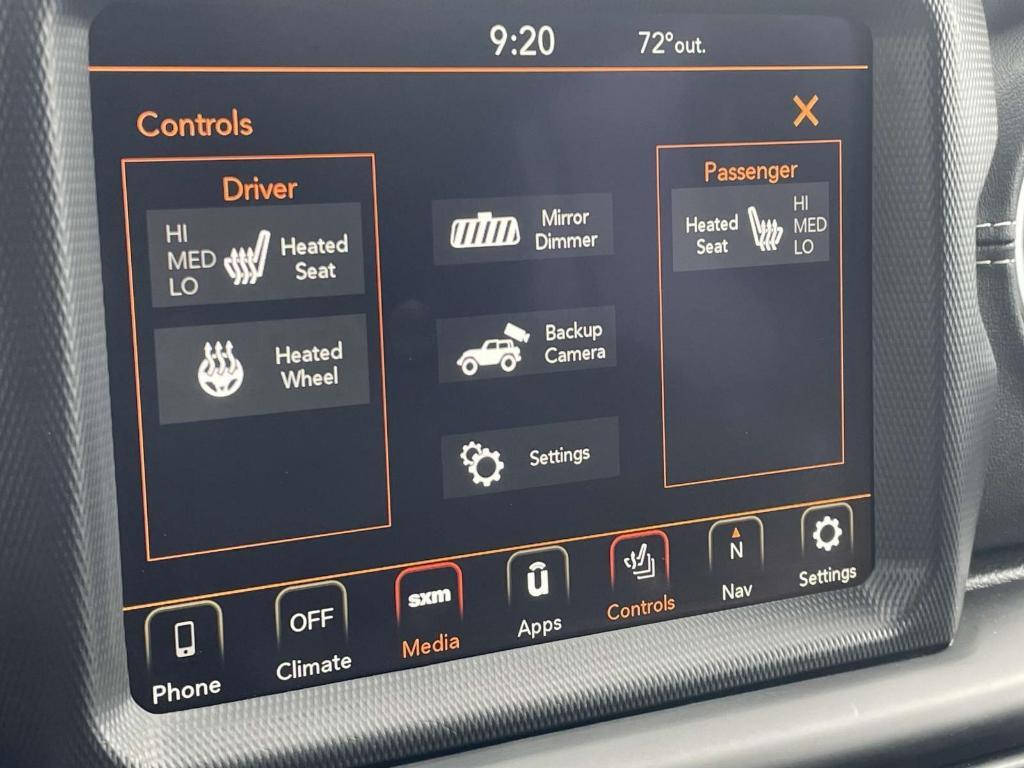 9:20 72°out.
Controls X
Driver
HI
MED
LO
Heated
Seat
Heated
Wheel
Mirror
Dimmer
Backup
Camera
Settings
Passenger
Heated
Seat
HI
MED
LO
Phone
OFF
Climate
sxm
Media
u
Apps
Controls
N
Nav
Settings